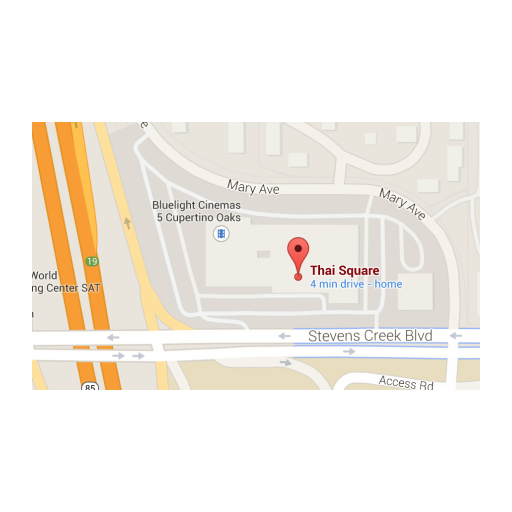 Mary Ave
Mary Ave
Bluelight Cinemas
5 Cupertino Oaks
19
World
ng Center SAT
Thai Square
4 min drive - home
Stevens Creek Blvd
Access Rd
85